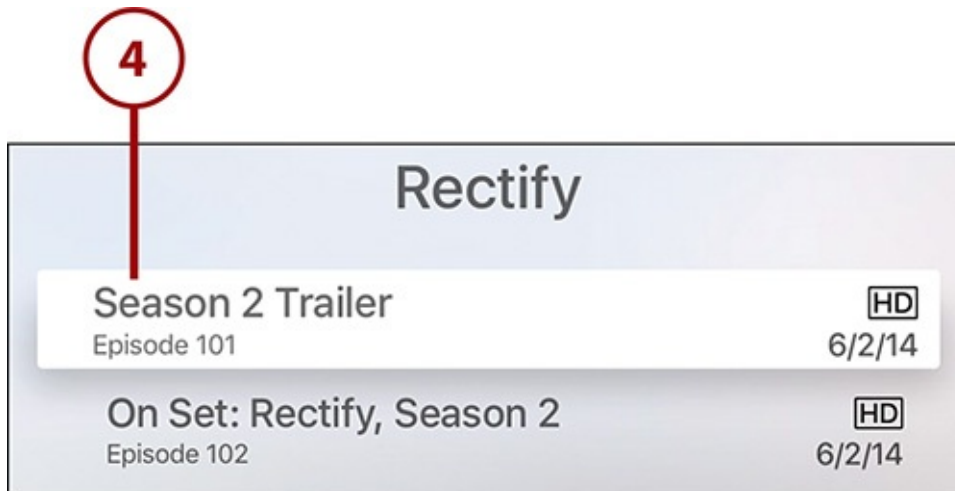 4
Rectify
Season 2 Trailer
HD
Episode 101
6/2/14
On Set: Rectify, Season 2
HD
Episode 102
6/2/14